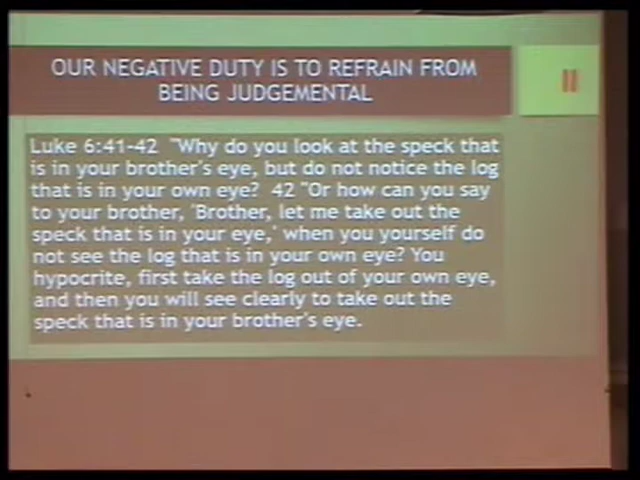 OUR NEGATIVE DUTY IS TO REFRAIN FROM
BEING JUDGEMENTAL
II
Luke 6:41-42 "Why do you look at the speck that
is in your brother's eye, but do not notice the log
that is in your own eye? 42 "Or how can you say
to your brother, 'Brother, let me take out the
speck that is in your eye,' when you yourself do
not see the log that is in your own eye? You
hypocrite, first take the log out of your own eye,
and then you will see clearly to take out the
speck that is in your brother's eye.